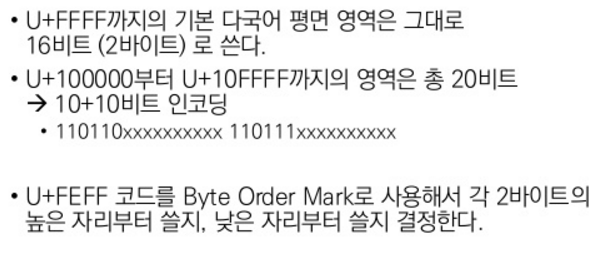 • U+FFFF까지의 기본 다국어 평면 영역은 그대로
16비트 (2바이트) 로 쓴다.
• U+100000부터 U+10FFFF까지의 영역은 총 20비트
→ 10+10비트 인코딩
• 110110xxxxxxxxxx 110111xxxxxxxxxx
• U+FEFF 코드를 Byte Order Mark로 사용해서 각 2바이트의
높은 자리부터 쓸지, 낮은 자리부터 쓸지 결정한다.